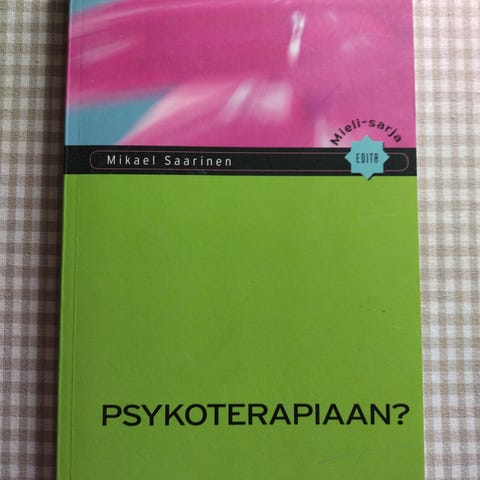 Mieli-sarja
EDITA
Mikael Saarinen
PSYKOTERAPIAAN?